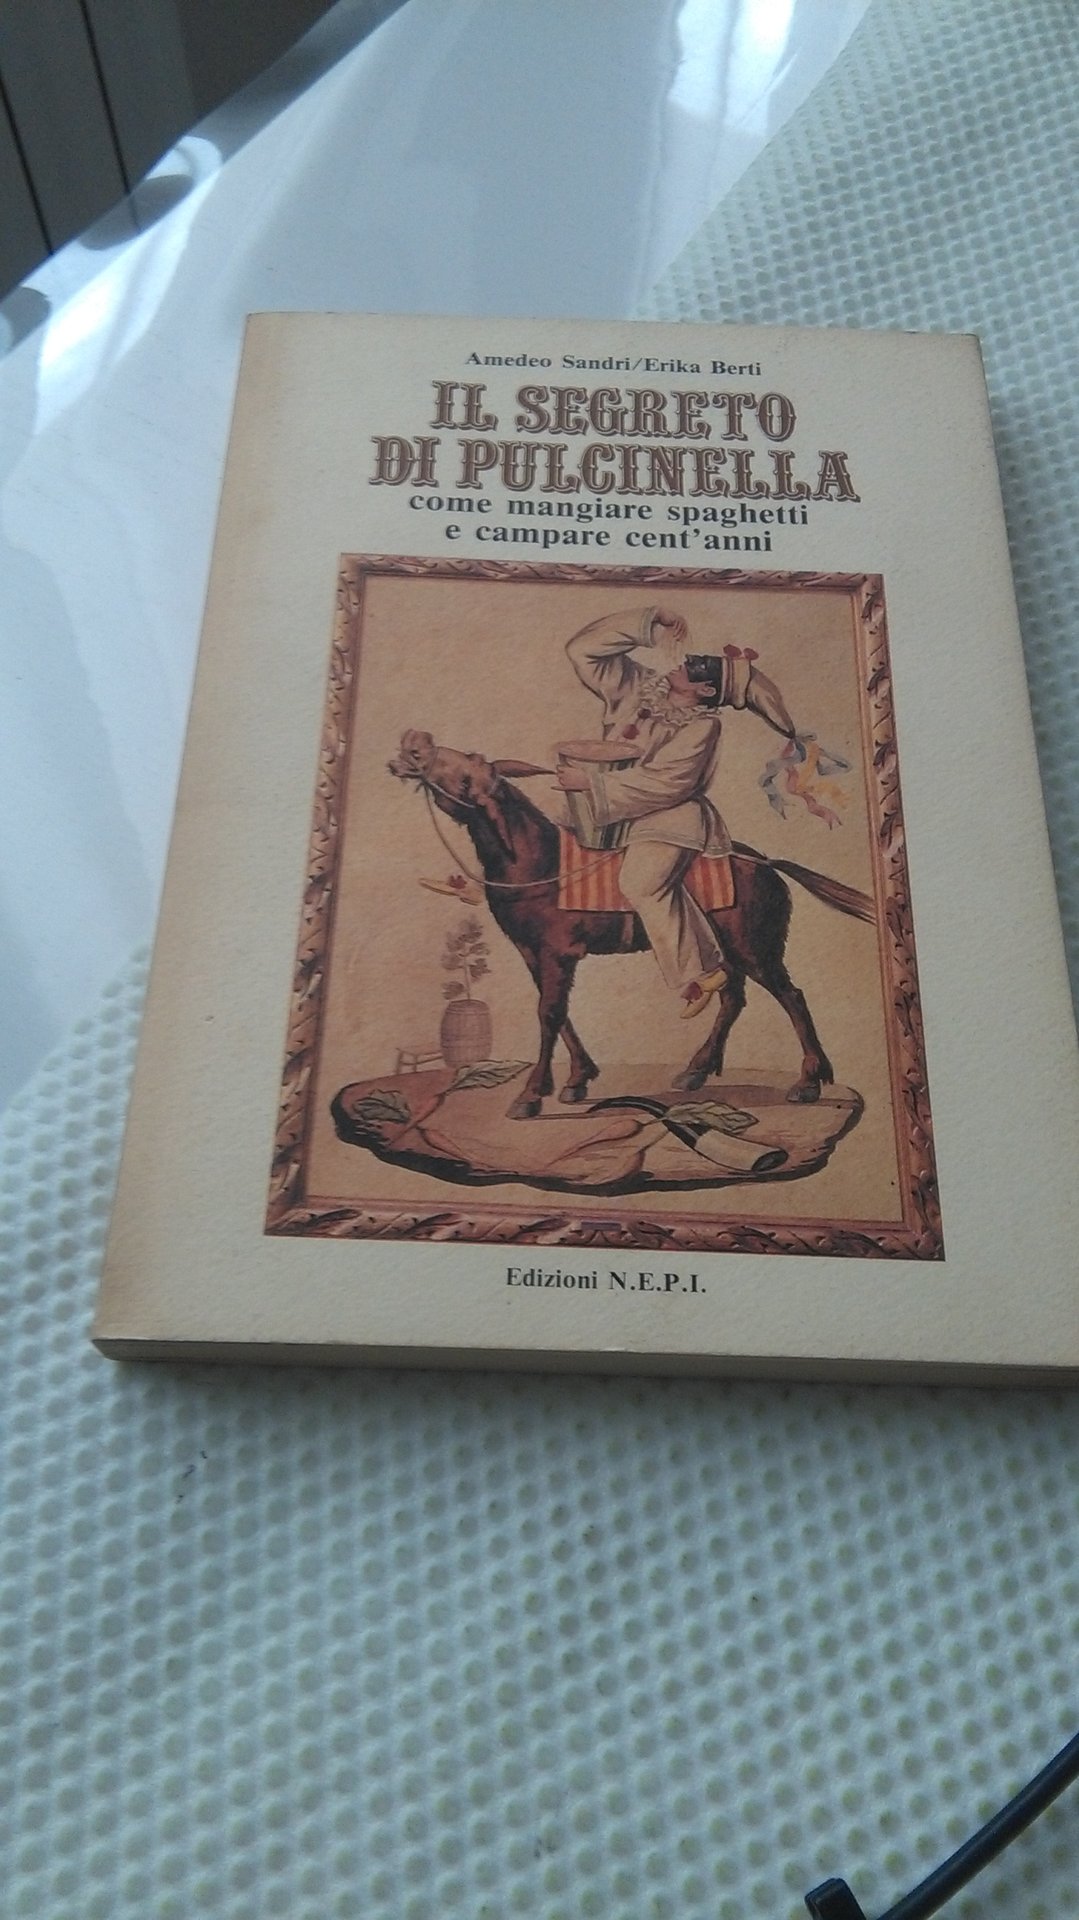 Amedeo Sandri/Erika Berti
IL SEGRETO
DI PULCINELLA
come mangiare spaghetti
e campare cent'anni
Edizioni N.E.P.I.